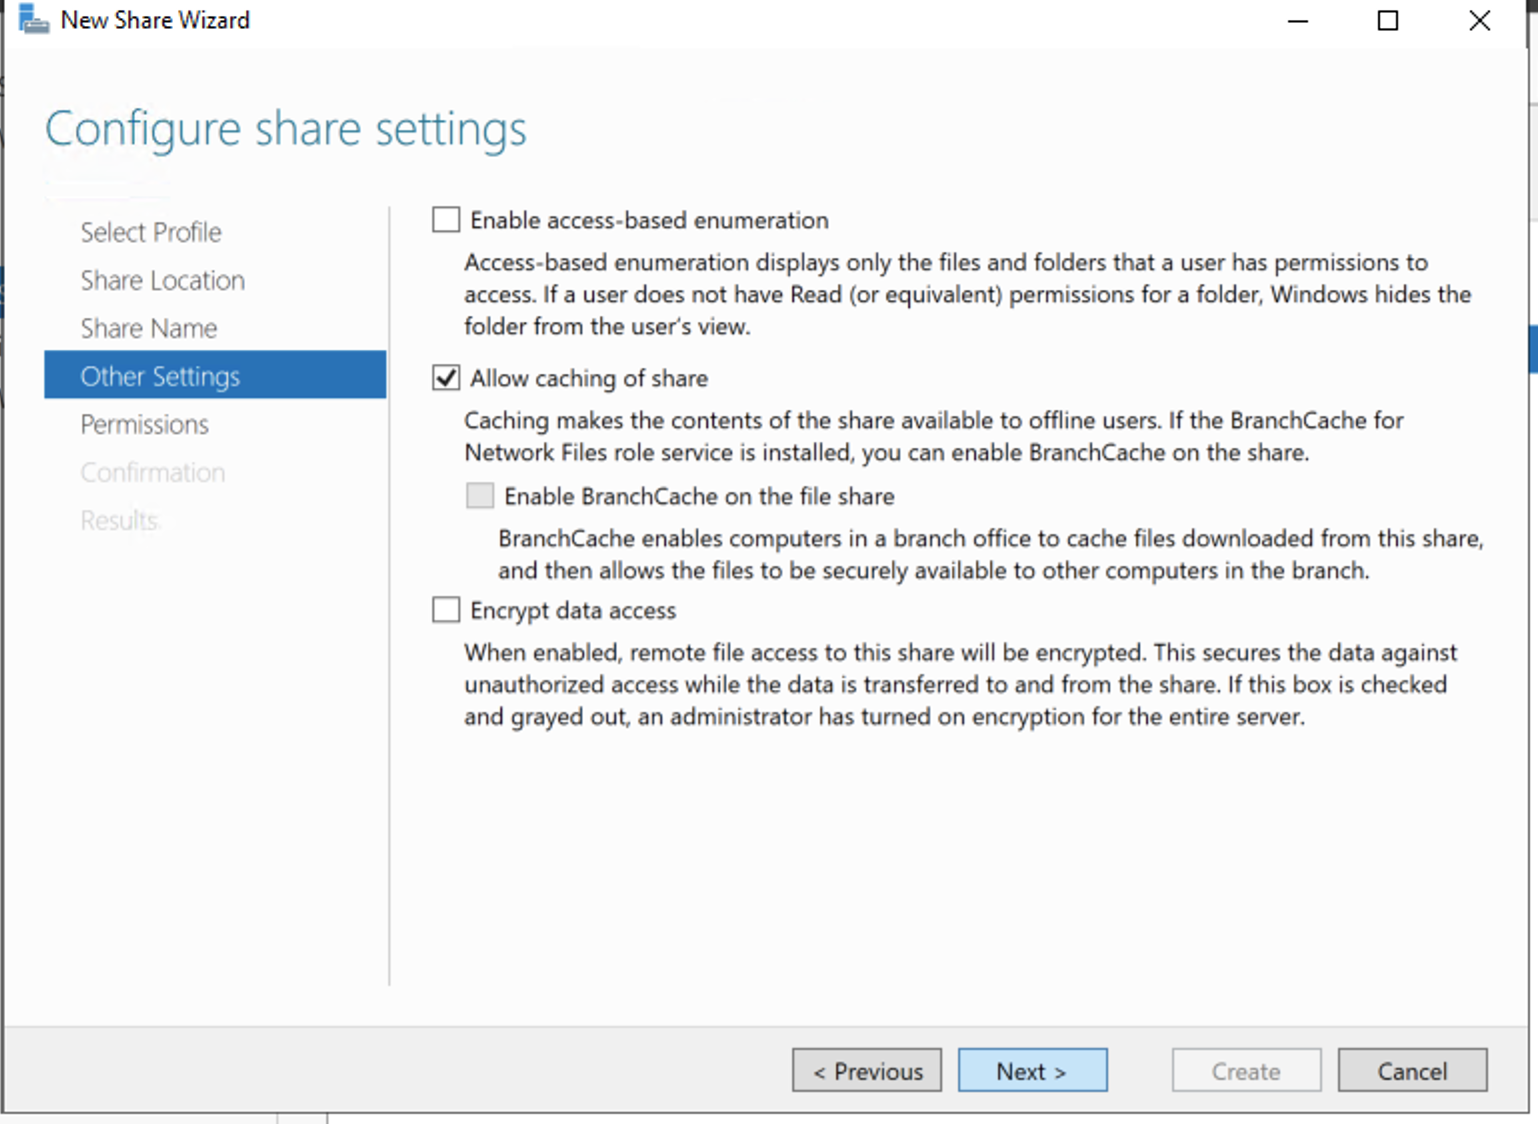 New Share Wizard
Configure share settings
Select Profile
Share Location
Share Name
Other Settings
Permissions
Confirmation
Results
Enable access-based enumeration
Access-based enumeration displays only the files and folders that a user has permissions to
access. If a user does not have Read (or equivalent) permissions for a folder, Windows hides the
folder from the user's view.
Allow caching of share
Caching makes the contents of the share available to offline users. If the BranchCache for
Network Files role service is installed, you can enable BranchCache on the share.
Enable BranchCache on the file share
BranchCache enables computers in a branch office to cache files downloaded from this share,
and then allows the files to be securely available to other computers in the branch.
Encrypt data access
When enabled, remote file access to this share will be encrypted. This secures the data against
unauthorized access while the data is transferred to and from the share. If this box is checked
and grayed out, an administrator has turned on encryption for the entire server.
< Previous
Next >
Create
Cancel